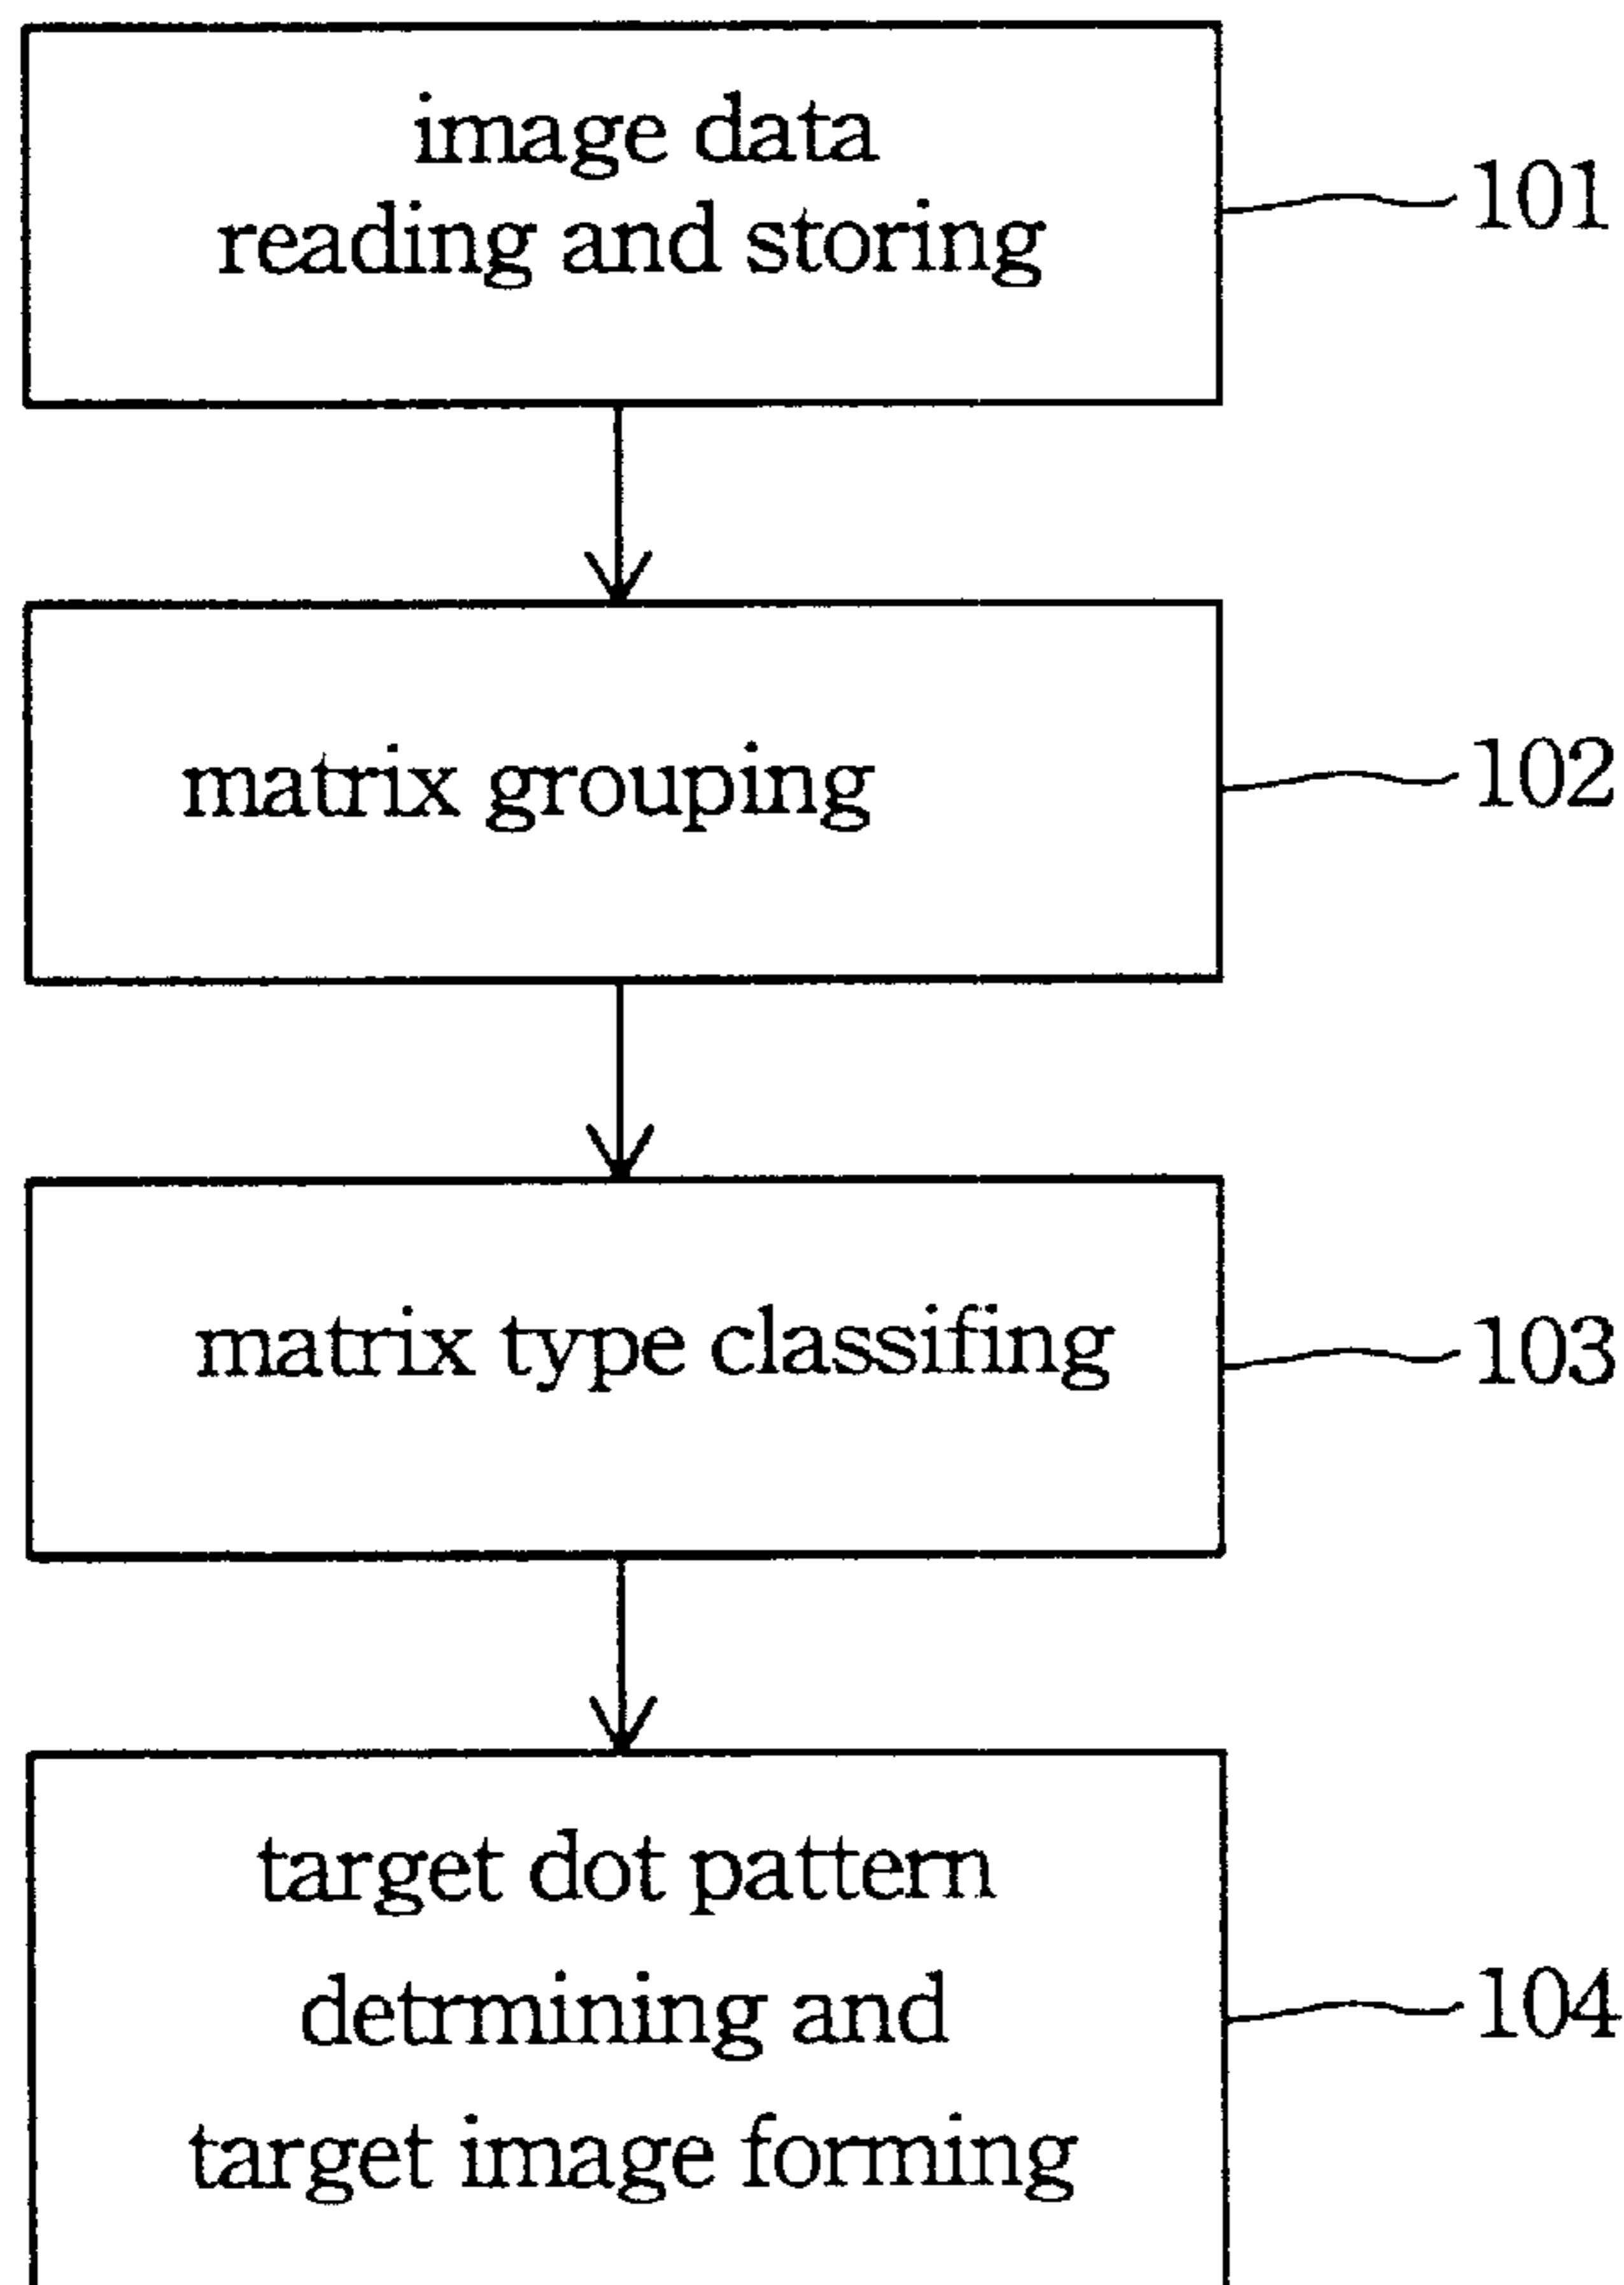 image data
reading and storing
101
matrix grouping
102
matrix type classifing
103
target dot pattern
detrmining and
104
target image forming